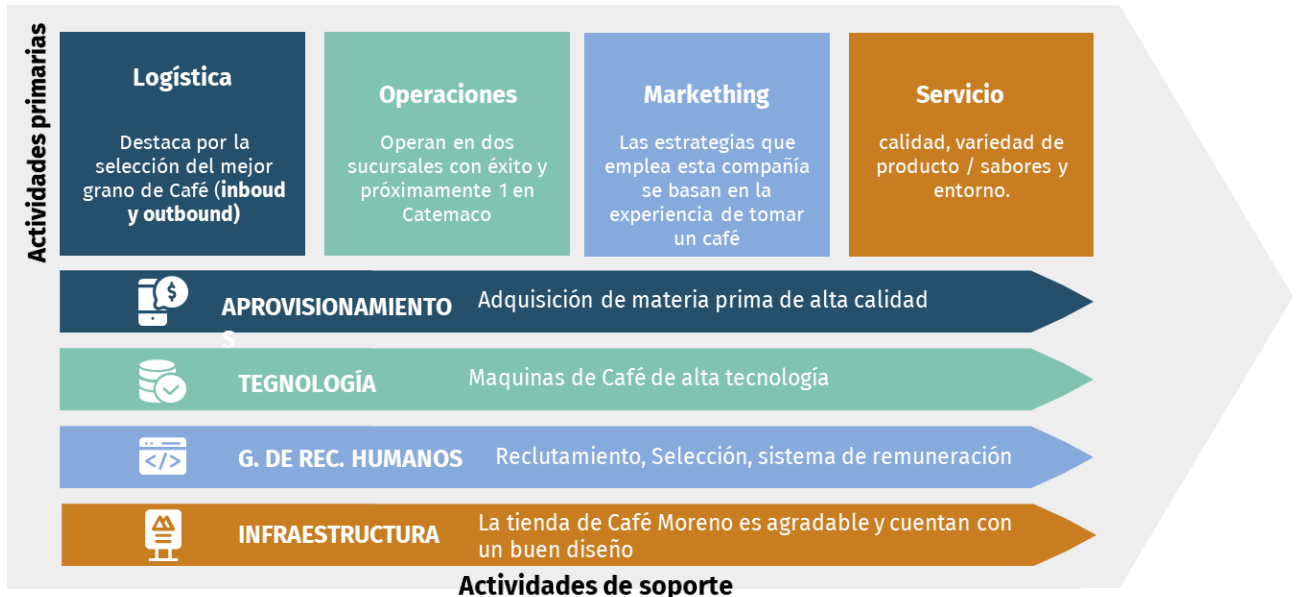 Actividades primarias
Logística
Destaca por la
selección del mejor
grano de Café (inboud
y outbound)
Operaciones
Operan en dos
sucursales con éxito y
próximamente 1 en
Catemaco
Markething
Las estrategias que
emplea esta compañía
se basan en la
experiencia de tomar
un café
Servicio
calidad, variedad de
producto / sabores y
entorno.
$
APROVISIONAMIENTO
S
Adquisición de materia prima de alta calidad
TEGNOLOGÍA
Maquinas de Café de alta tecnología
</>
G. DE REC. HUMANOS
Reclutamiento, Selección, sistema de remuneración
INFRAESTRUCTURA
La tienda de Café Moreno es agradable y cuentan con
un buen diseño
Actividades de soporte